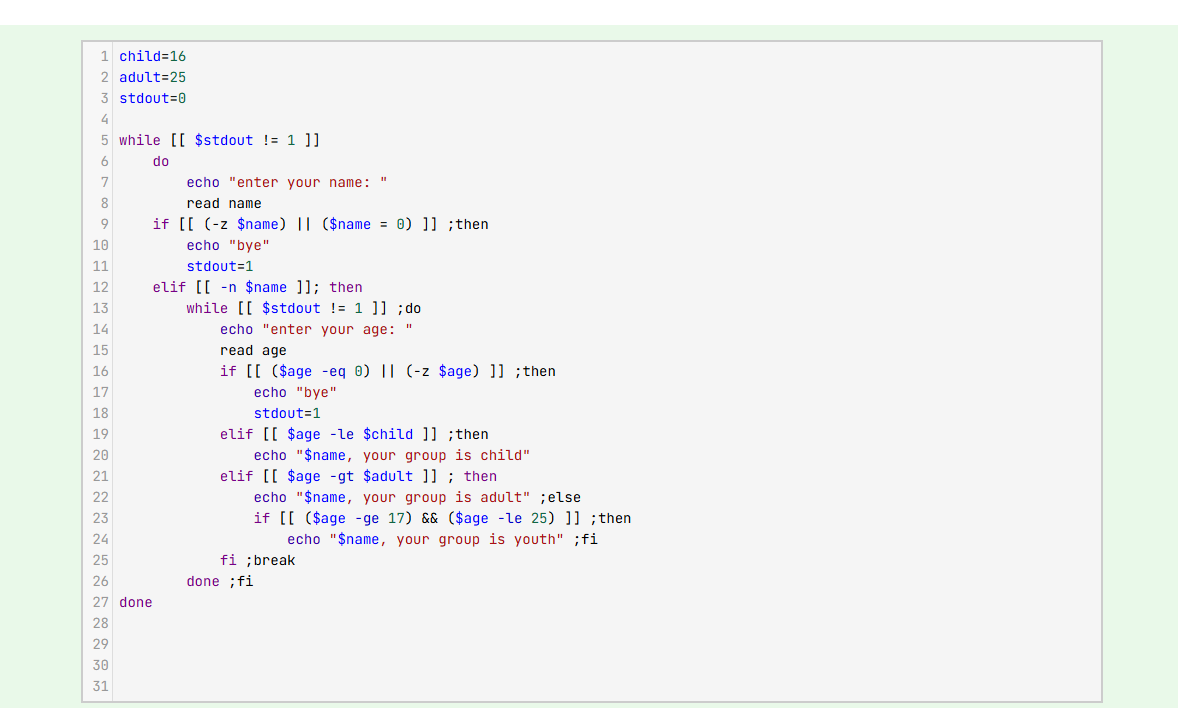 1 child=16
2 adult=25
3 stdout=0
4
5 while [[ $stdout != 1 ]]
6     do
7         echo "enter your name: "
8         read name
9     if [[ (-z $name) || ($name = 0) ]] ;then
10         echo "bye"
11         stdout=1
12     elif [[ -n $name ]]; then
13         while [[ $stdout != 1 ]] ;do
14             echo "enter your age: "
15             read age
16             if [[ ($age -eq 0) || (-z $age) ]] ;then
17                 echo "bye"
18                 stdout=1
19             elif [[ $age -le $child ]] ;then
20                 echo "$name, your group is child"
21             elif [[ $age -gt $adult ]] ; then
22                 echo "$name, your group is adult" ;else
23                 if [[ ($age -ge 17) && ($age -le 25) ]] ;then
24                     echo "$name, your group is youth" ;fi
25             fi ;break
26         done ;fi
27 done
28
29
30
31